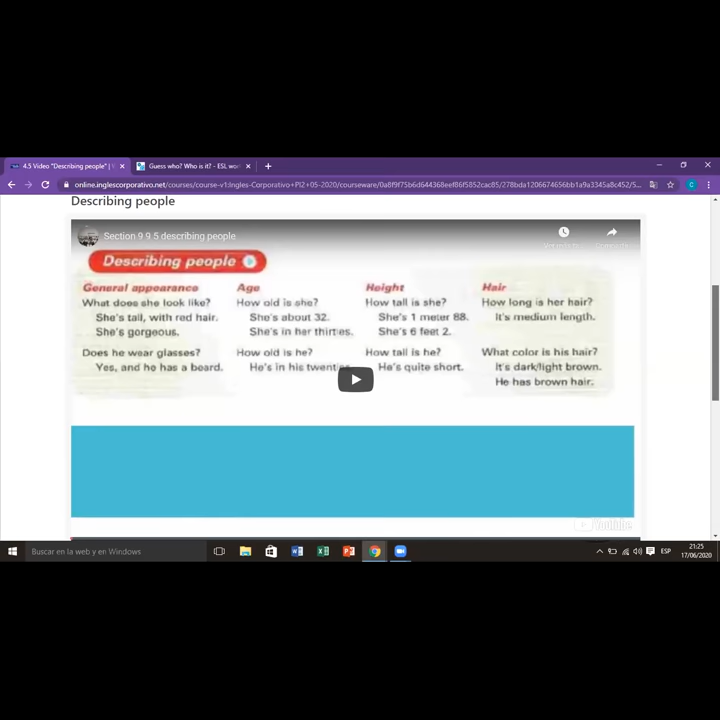 4.5 Video "Describing people" |
Guess who? Who is it? - ESL wor
online.inglescorporativo.net/courses/course-v1:Ingles-Corporativo+PI2+05-2020/courseware/0a8f9f75b6d644368eef86f5852cac85/278bda1206674656bb1a9a3345a8c452/5...
Describing people
Section 9 9 5 describing people
Describing people
General appearance
What does she look like?
She's tall, with red hair.
She's gorgeous.
Does he wear glasses?
Yes, and he has a beard.
Age
How old is she?
She's about 32.
She's in her thirties.
How old is he?
He's in his twenties.
Height
How tall is she?
She's 1 meter 88.
She's 6 feet 2.
How tall is he?
He's quite short.
Hair
How long is her hair?
It's medium length.
What color is his hair?
It's dark/light brown.
He has brown hair.
YouTube
Buscar en la web y en Windows
ESP
21:25
17/06/2020